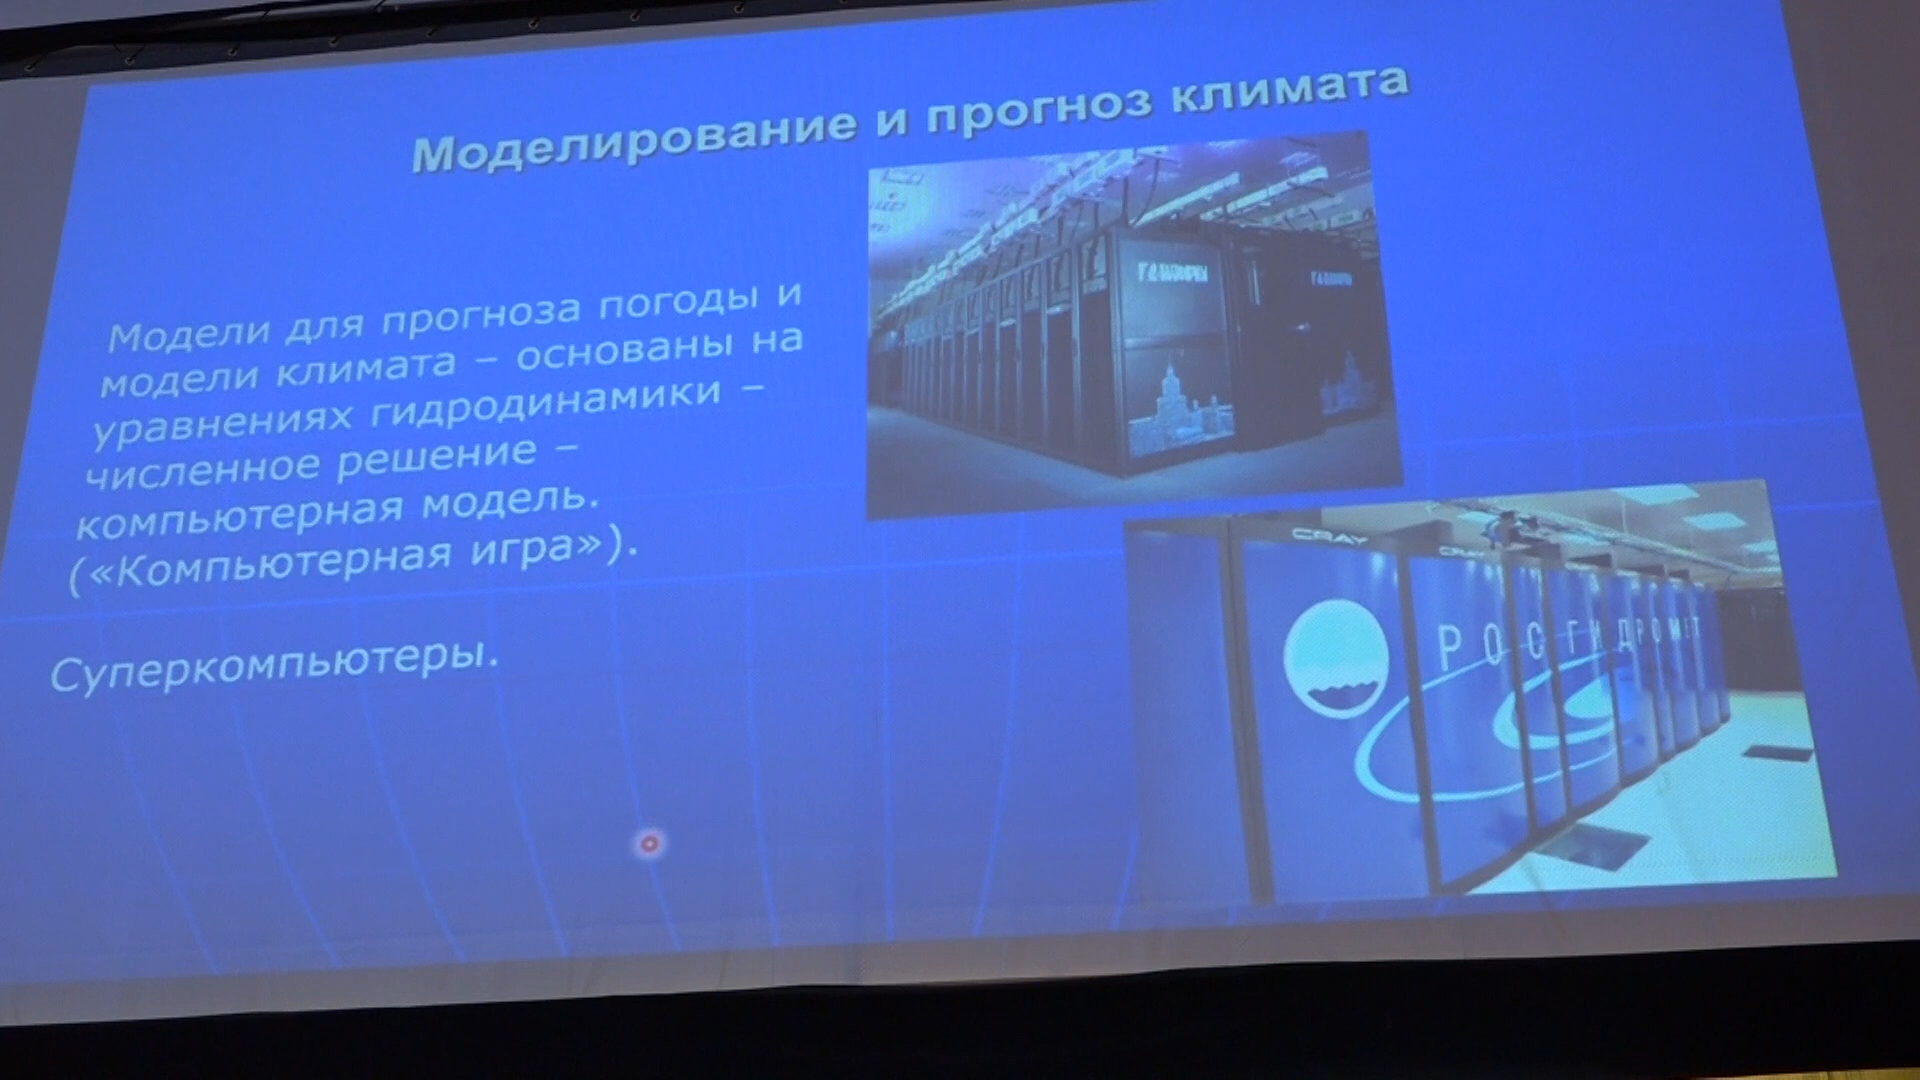 Моделирование и прогноз климата
Модели для прогноза погоды и
модели климата – основаны на
уравнениях гидродинамики –
численное решение –
компьютерная модель.
(«Компьютерная игра»).
Суперкомпьютеры.
CRAY
CRAY
РОСГИДРОМЕТ